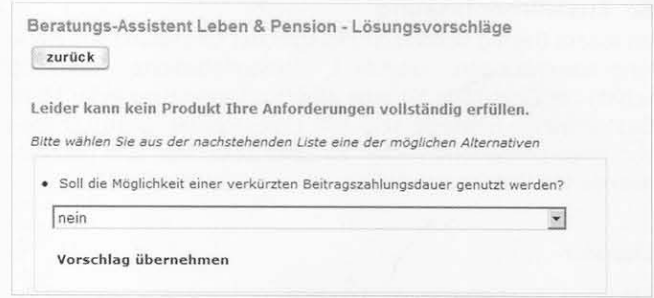 Beratungs-Assistent Leben & Pension - Lösungsvorschläge
zurück
Leider kann kein Produkt Ihre Anforderungen vollständig erfüllen.
Bitte wählen Sie aus der nachstehenden Liste eine der möglichen Alternativen
• Soll die Möglichkeit einer verkürzten Beitragszahlungsdauer genutzt werden?
nein
Vorschlag übernehmen